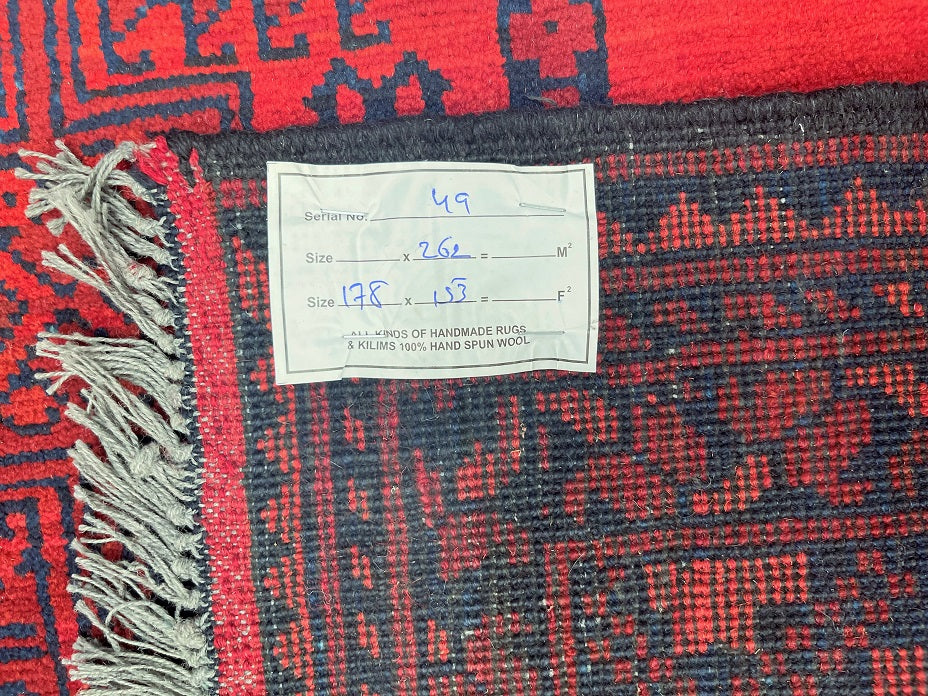 Serial No. 49
Size x 262 = M²
Size 178 x 153 = F²
ALL KINDS OF HANDMADE RUGS
& KILIMS 100% HAND SPUN WOOL